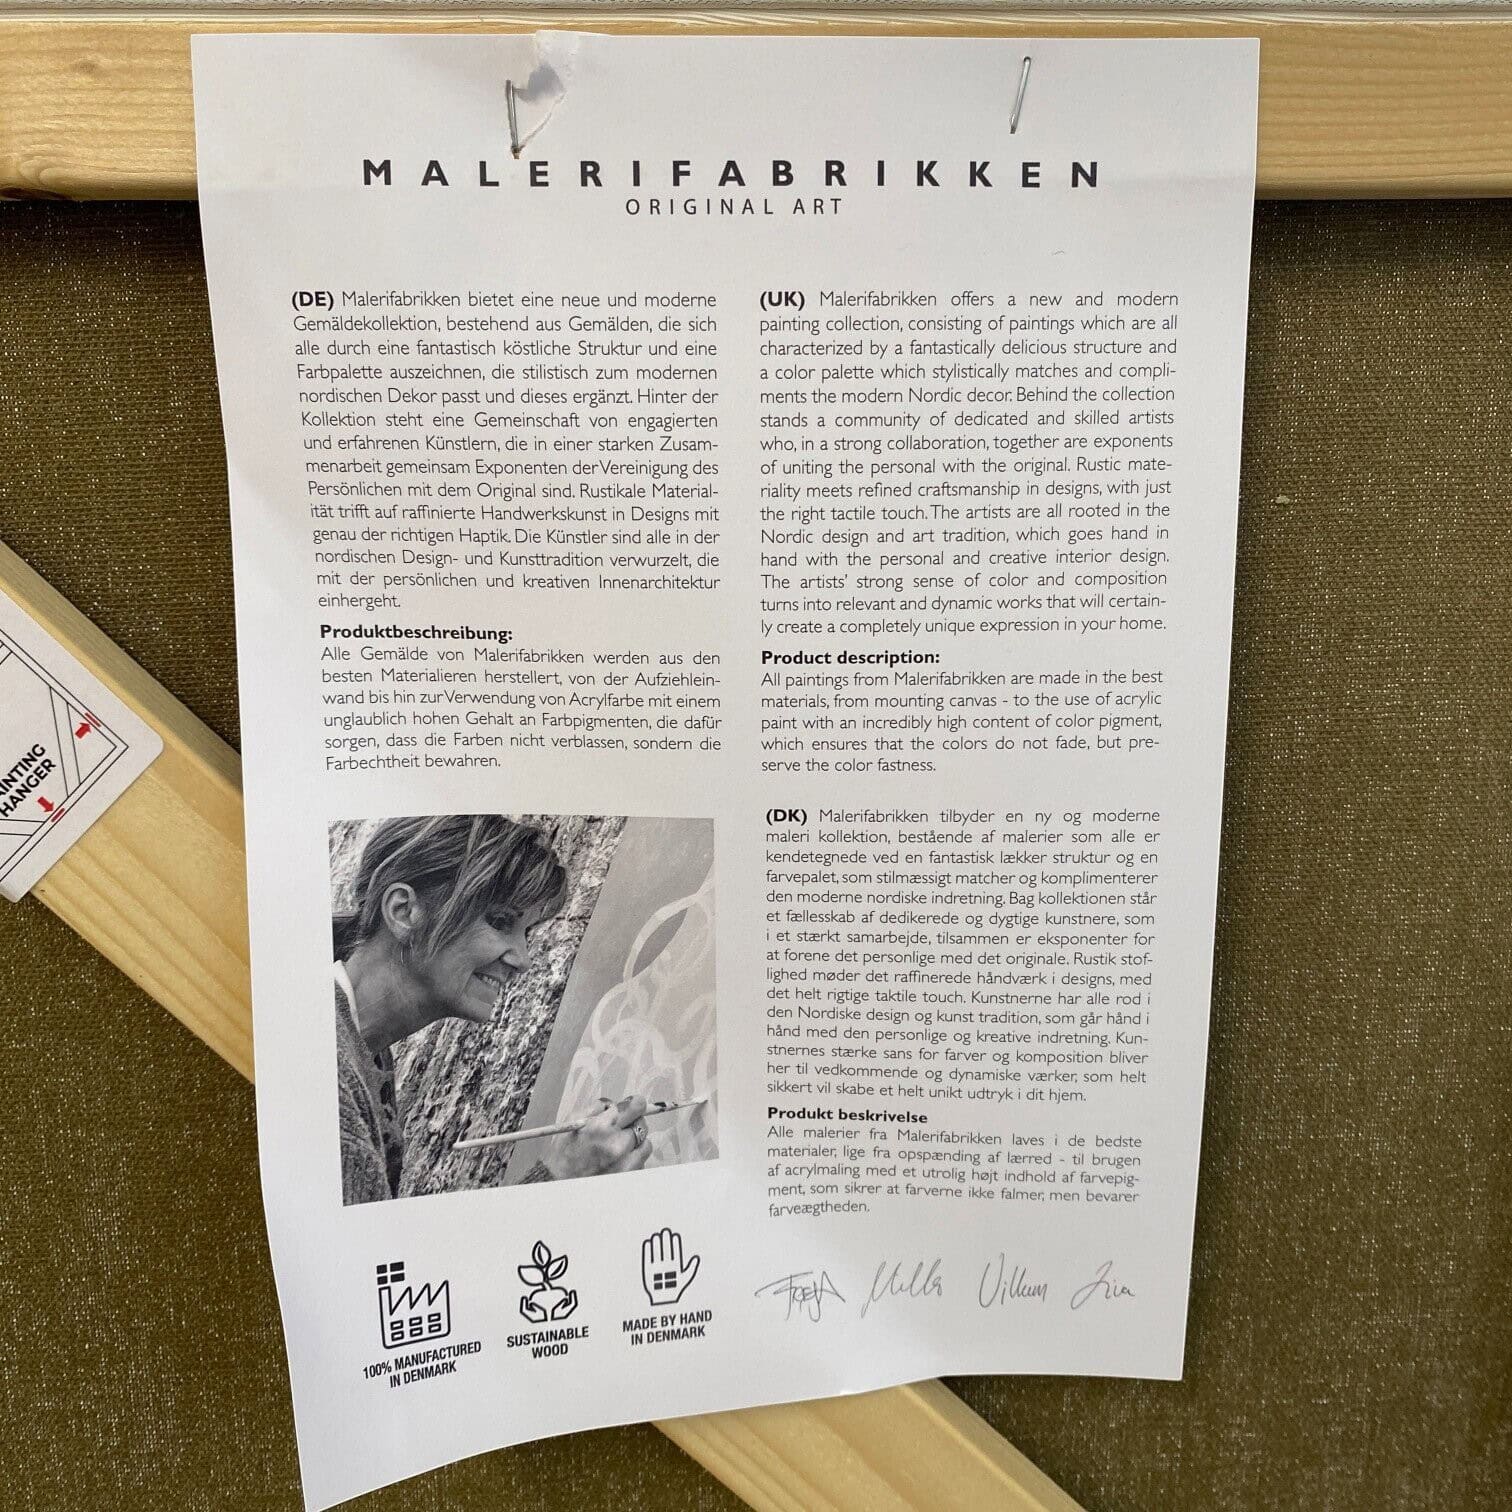 MALERIFABRIKKEN
ORIGINAL ART
(DE) Malerifabrikken bietet eine neue und moderne
Gemäldekollektion, bestehend aus Gemälden, die sich
alle durch eine fantastisch köstliche Struktur und eine
Farbpalette auszeichnen, die stilistisch zum modernen
nordischen Dekor passt und dieses ergänzt. Hinter der
Kollektion steht eine Gemeinschaft von engagierten
und erfahrenen Künstlern, die in einer starken Zusam-
menarbeit gemeinsam Exponenten der Vereinigung des
Persönlichen mit dem Original sind. Rustikale Material-
ität trifft auf raffinierte Handwerkskunst in Designs mit
genau der richtigen Haptik. Die Künstler sind alle in der
nordischen Design- und Kunsttradition verwurzelt, die
mit der persönlichen und kreativen Innenarchitektur
einhergeht.
Produktbeschreibung:
Alle Gemälde von Malerifabrikken werden aus den
besten Materialieren herstellert, von der Aufziehlein-
wand bis hin zur Verwendung von Acrylfarbe mit einem
unglaublich hohen Gehalt an Farbpigmenten, die dafür
sorgen, dass die Farben nicht verblassen, sondern die
Farbechtheit bewahren.
(UK) Malerifabrikken offers a new and modern
painting collection, consisting of paintings which are all
characterized by a fantastically delicious structure and
a color palette which stylistically matches and compli-
ments the modern Nordic decor. Behind the collection
stands a community of dedicated and skilled artists
who, in a strong collaboration, together are exponents
of uniting the personal with the original. Rustic mate-
riality meets refined craftsmanship in designs, with just
the right tactile touch. The artists are all rooted in the
Nordic design and art tradition, which goes hand in
hand with the personal and creative interior design.
The artists' strong sense of color and composition
turns into relevant and dynamic works that will certain-
ly create a completely unique expression in your home.
Product description:
All paintings from Malerifabrikken are made in the best
materials, from mounting canvas - to the use of acrylic
paint with an incredibly high content of color pigment,
which ensures that the colors do not fade, but pre-
serve the color fastness.
(DK) Malerifabrikken tilbyder en ny og moderne
maleri kollektion, bestående af malerier som alle er
kendetegnede ved en fantastisk lækker struktur og en
farvepalet, som stilmæssigt matcher og komplimenterer
den moderne nordiske indretning. Bag kollektionen står
et fællesskab af dedikerede og dygtige kunstnere, som
i et stærkt samarbejde, tilsammen er eksponenter for
at forene det personlige med det originale. Rustik stof-
lighed møder det raffinerede håndværk i designs, med
det helt rigtige taktile touch. Kunstnerne har alle rod i
den Nordiske design og kunst tradition, som går hånd i
hånd med den personlige og kreative indretning. Kun-
stnernes stærke sans for farver og komposition bliver
her til vedkommende og dynamiske værker, som helt
sikkert vil skabe et helt unikt udtryk i dit hjem.
Produkt beskrivelse
Alle malerier fra Malerifabrikken laves i de bedste
materialer, lige fra opspænding af lærred - til brugen
af acrylmaling med et utrolig højt indhold af farvepig-
ment, som sikrer at farverne ikke falmer, men bevarer
farveægtheden.
100% MANUFACTURED
IN DENMARK
SUSTAINABLE
WOOD
MADE BY HAND
IN DENMARK
Freja Villum
HANGER